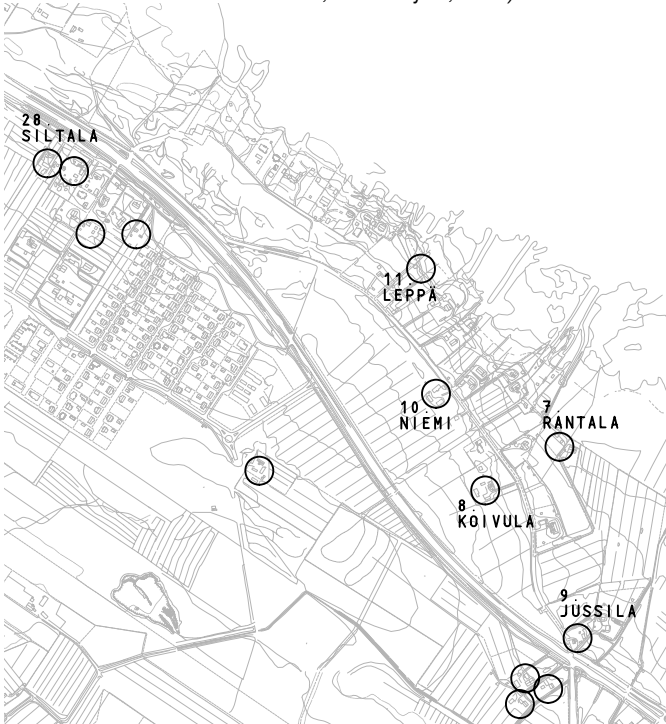 28.
SILTALA
11.
LEPPÄ
10.
NIEMI
7.
RANTALA
8.
KOIVULA
9.
JUSSILA